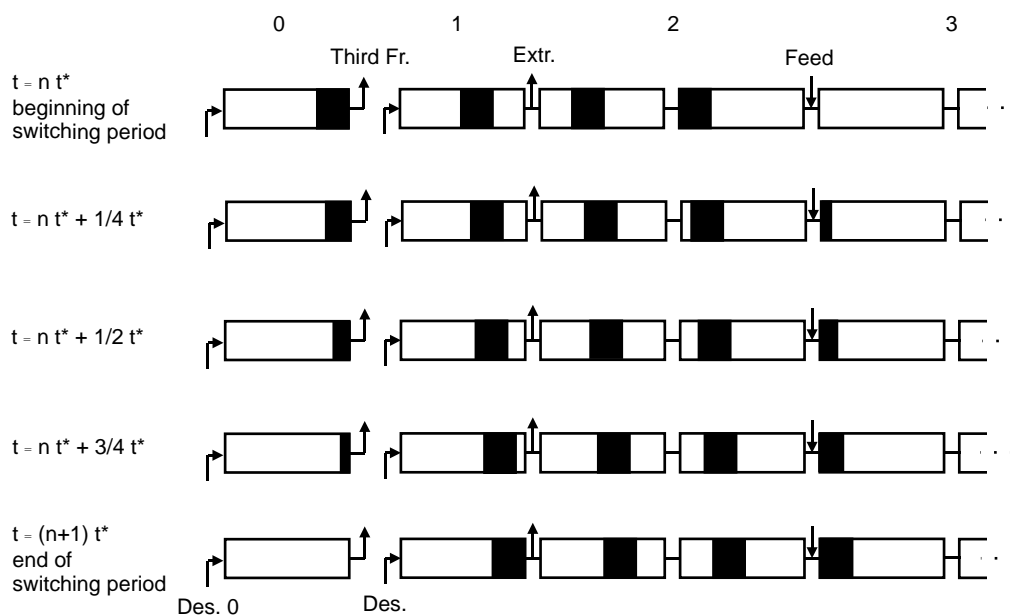 0 1 2 3
Third Fr. Extr. Feed
t = n t*
beginning of
switching period
t = n t* + 1/4 t*
t = n t* + 1/2 t*
t = n t* + 3/4 t*
t = (n+1) t*
end of
switching period
Des. 0 Des.